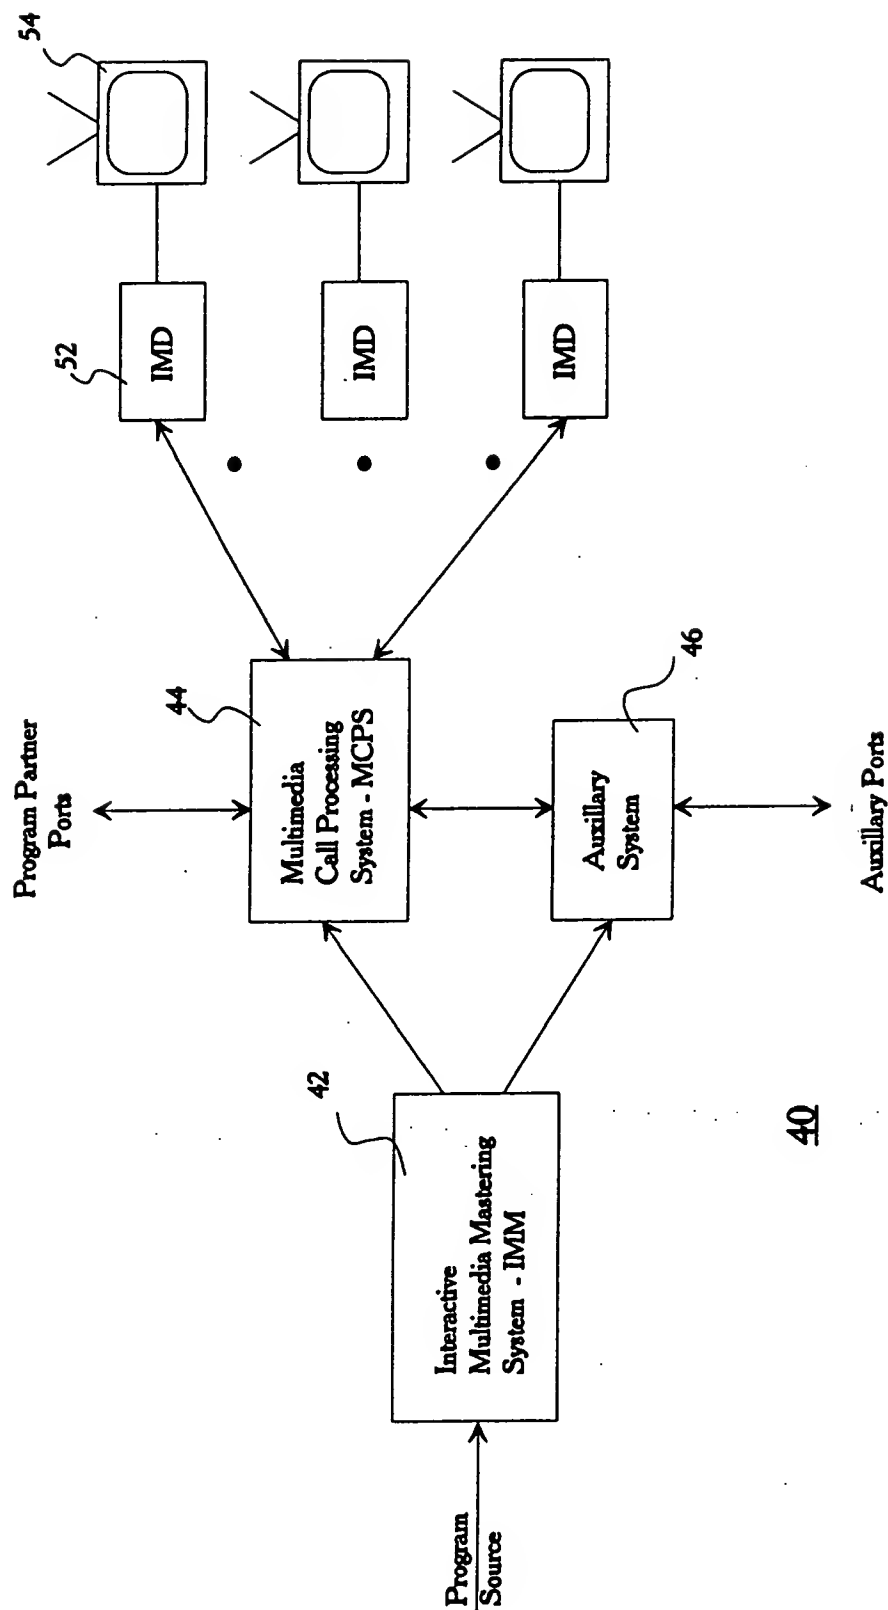 Program
Source
Interactive
Multimedia Mastering
System - IMM
42
40
Program Partner
Ports
44
Multimedia
Call Processing
System - MCPS
46
Auxillary
System
Auxillary Ports
52
IMD
IMD
IMD
54